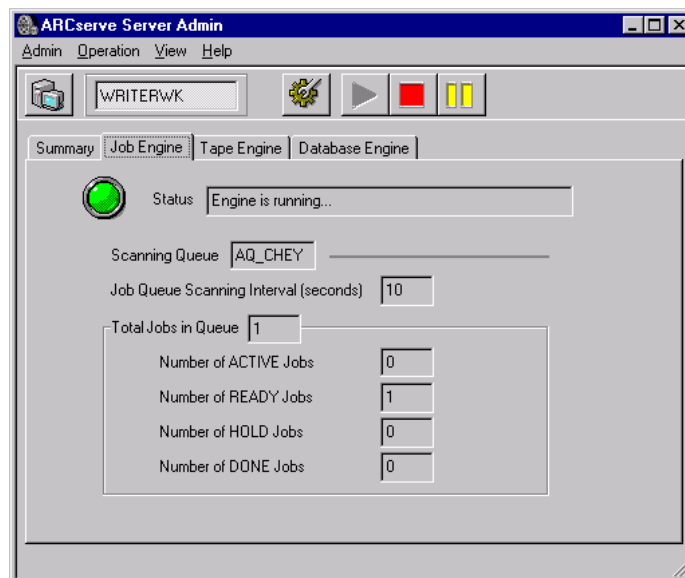 ARCserve Server Admin
Admin Operation View Help
WRITERWK
Summary Job Engine Tape Engine Database Engine
Status Engine is running...
Scanning Queue AQ_CHEY
Job Queue Scanning Interval (seconds) 10
Total Jobs in Queue 1
Number of ACTIVE Jobs 0
Number of READY Jobs 1
Number of HOLD Jobs 0
Number of DONE Jobs 0